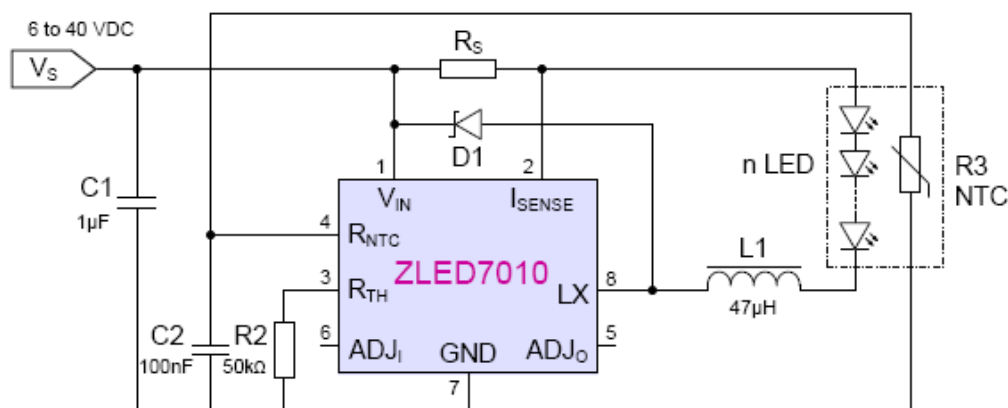 6 to 40 VDC
VS
RS
D1
n LED
R3
NTC
C1
1µF
1
2
VIN
ISENSE
4
RNTC
ZLED7010
3
RTH
LX
8
L1
47µH
C2
100nF
R2
50kΩ
6
ADJI
GND
ADJO
5
7